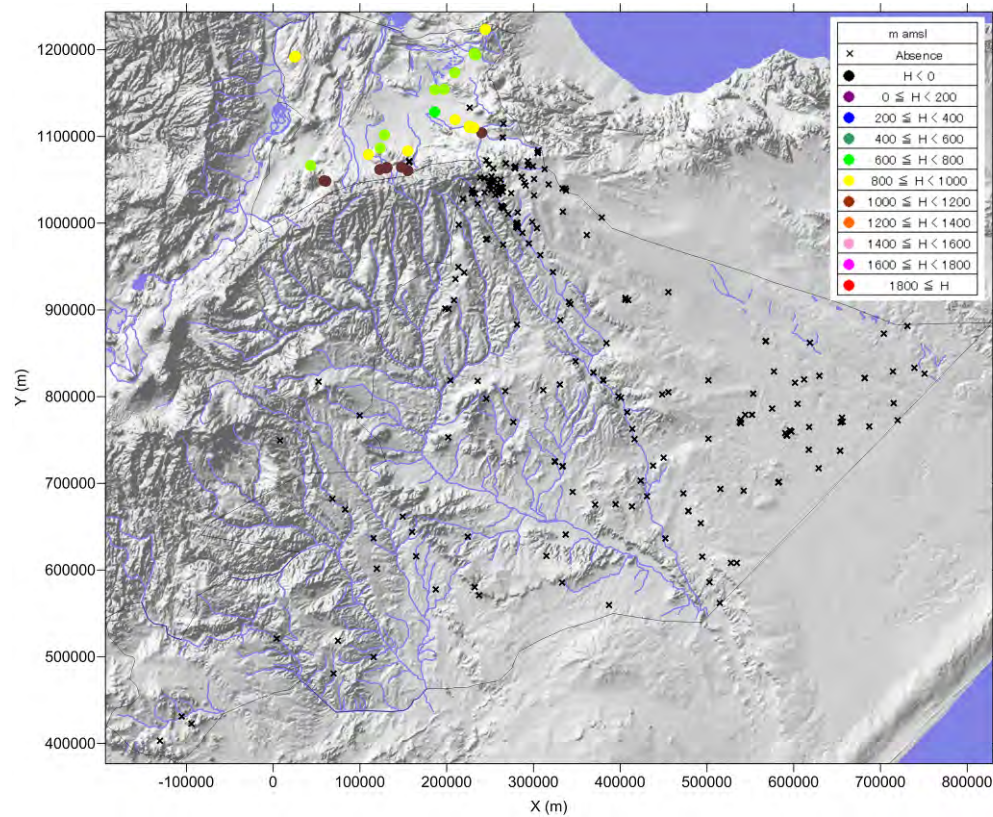 m amsl
Absence
H < 0
0 ≦ H < 200
200 ≦ H < 400
400 ≦ H < 600
600 ≦ H < 800
800 ≦ H < 1000
1000 ≦ H < 1200
1200 ≦ H < 1400
1400 ≦ H < 1600
1600 ≦ H < 1800
1800 ≦ H
1200000
1100000
1000000
900000
800000
700000
600000
500000
400000
Y (m)
-100000 0 100000 200000 300000 400000 500000 600000 700000 800000
X (m)